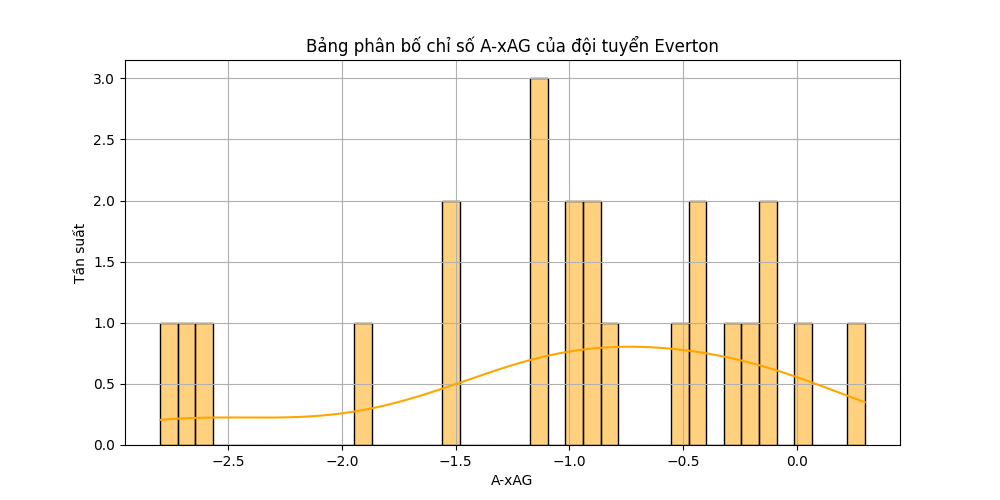 Bảng phân bố chỉ số A-xAG của đội tuyển Everton
3.0
2.5
2.0
1.5
1.0
0.5
0.0
Tần suất
−2.5 −2.0 −1.5 −1.0 −0.5 0.0
A-xAG